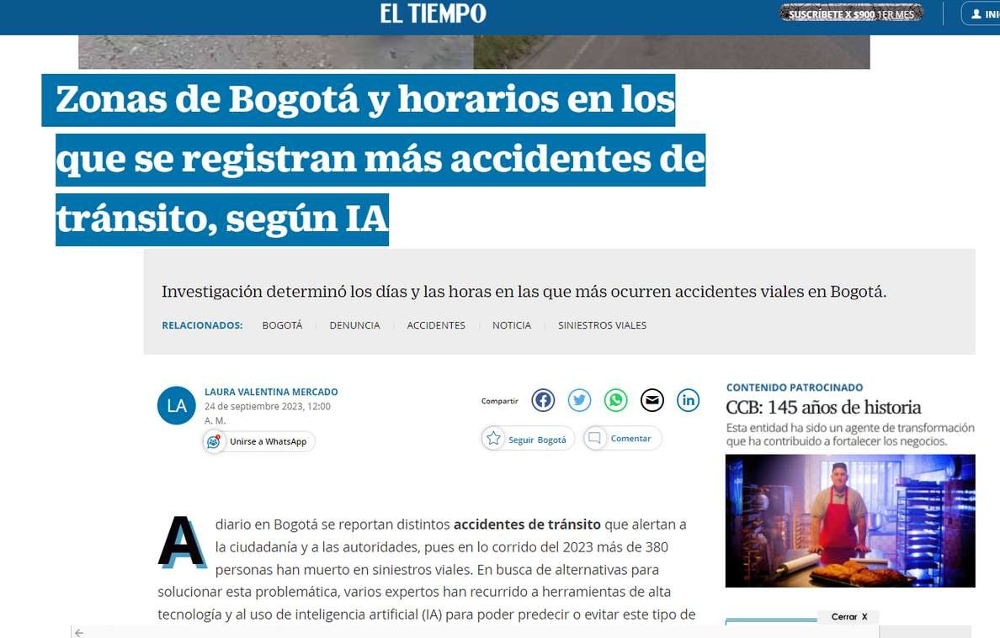 EL TIEMPO
SUSCRÍBETE X $900 1ER MES
INI
Zonas de Bogotá y horarios en los
que se registran más accidentes de
tránsito, según IA
Investigación determinó los días y las horas en las que más ocurren accidentes viales en Bogotá.
RELACIONADOS: BOGOTÁ DENUNCIA ACCIDENTES NOTICIA SINIESTROS VIALES
LA
LAURA VALENTINA MERCADO
24 de septiembre 2023, 12:00
A. M.
Unirse a WhatsApp
Compartir
Seguir Bogotá
Comentar
CONTENIDO PATROCINADO
CCB: 145 años de historia
Esta entidad ha sido un agente de transformación
que ha contribuido a fortalecer los negocios.
A diario en Bogotá se reportan distintos accidentes de tránsito que alertan a
la ciudadanía y a las autoridades, pues en lo corrido del 2023 más de 380
personas han muerto en siniestros viales. En busca de alternativas para
solucionar esta problemática, varios expertos han recurrido a herramientas de alta
tecnología y al uso de inteligencia artificial (IA) para poder predecir o evitar este tipo de
Cerrar X